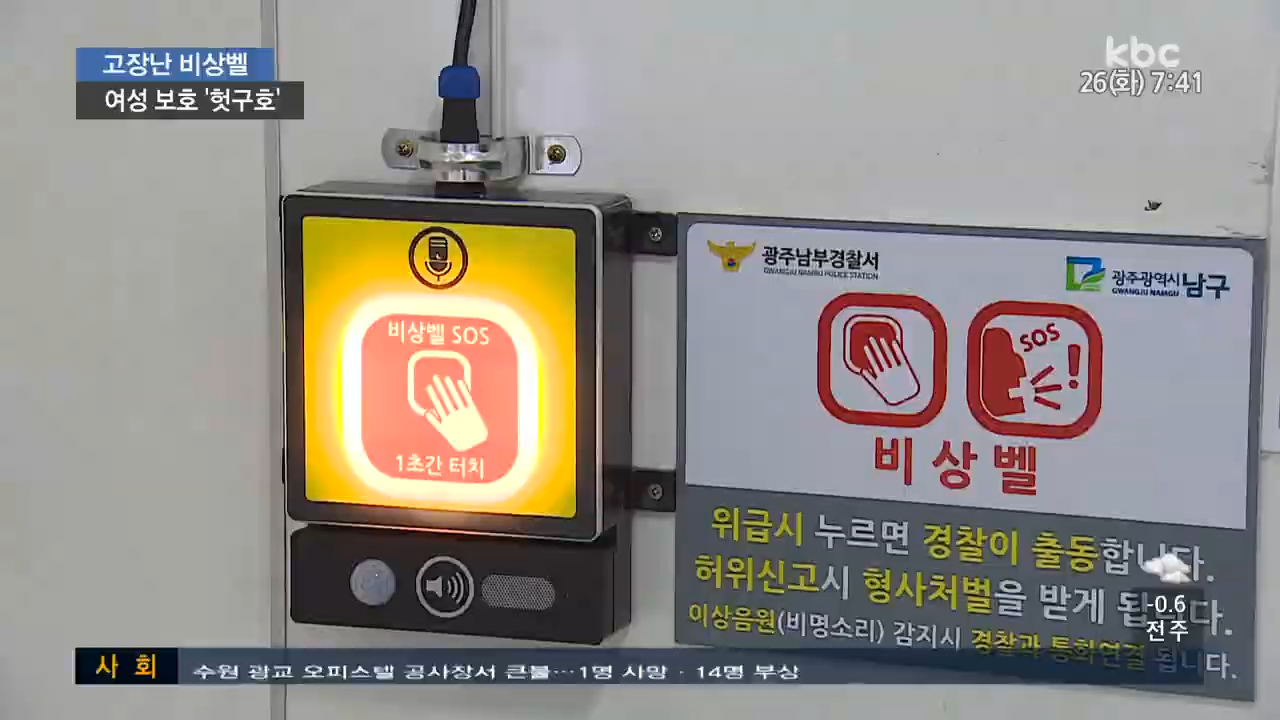 고장난 비상벨
여성 보호 '헛구호'
kbc
26(화) 7:41
비상벨 SOS
1초간 터치
광주남부경찰서
GWANGJU NAMBU POLICE STATION
광주광역시 남구
GWANGJU NAMGU
SOS
비상벨
위급시 누르면 경찰이 출동합니다.
허위신고시 형사처벌을 받게 됩니다.
이상음원(비명소리) 감지시 경찰과 통화연결 됩니다.
-0.6
전주
사회
수원 광교 오피스텔 공사장서 큰불…1명 사망·14명 부상